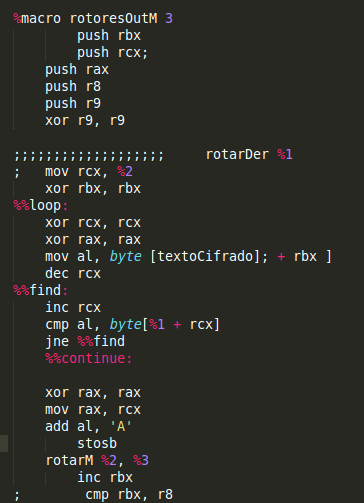 %macro rotoresOutM 3
push rbx
push rcx;
push rax
push r8
push r9
xor r9, r9
;;;;;;;;;;;;;;;;;;; rotarDer %1
; mov rcx, %2
xor rbx, rbx
%%loop:
xor rcx, rcx
xor rax, rax
mov al, byte [textoCifrado]; + rbx ]
dec rcx
%%find:
inc rcx
cmp al, byte[%1 + rcx]
jne %%find
%%continue:
xor rax, rax
mov rax, rcx
add al, 'A'
stosb
rotarM %2, %3
inc rbx
; cmp rbx, r8